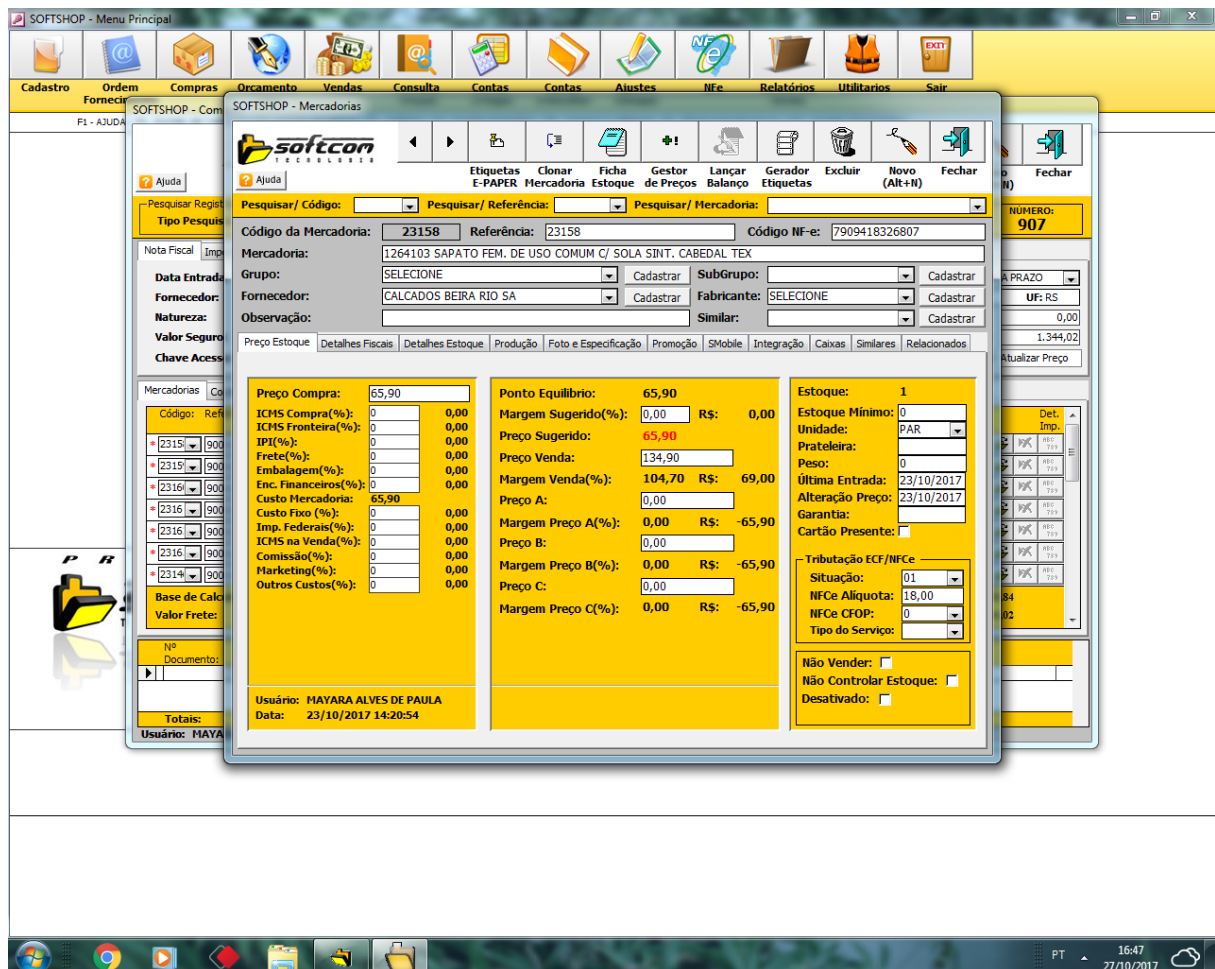 SOFTSHOP - Menu Principal
Cadastro Ordem Compras Orcamento Vendas Consulta Contas Contas Ajustes NFe Relatórios Utilitarios Sair
EXIT
F1 - AJUDA
SOFTSHOP - Com
SOFTSHOP - Mercadorias
softcom
TECNOLOGIA
Ajuda
Etiquetas E-PAPER
Clonar Mercadoria
Ficha Estoque
Gestor de Preços
Lançar Balanço
Gerador Etiquetas
Excluir
Novo (Alt+N)
Fechar
Ajuda
Fechar
Pesquisar/ Código: Pesquisar/ Referência: Pesquisar/ Mercadoria:
Código da Mercadoria: 23158 Referência: 23158 Código NF-e: 7909418326807
Mercadoria: 1264103 SAPATO FEM. DE USO COMUM C/ SOLA SINT. CABEDAL TEX
Grupo: SELECIONE Cadastrar SubGrupo: Cadastrar
Fornecedor: CALCADOS BEIRA RIO SA Cadastrar Fabricante: SELECIONE Cadastrar
Observação: Similar: Cadastrar
Preço Estoque Detalhes Fiscais Detalhes Estoque Produção Foto e Especificação Promoção SMobile Integração Caixas Similares Relacionados
Preço Compra: 65,90
ICMS Compra(%): 0 0,00
ICMS Fronteira(%): 0 0,00
IPI(%): 0 0,00
Frete(%): 0 0,00
Embalagem(%): 0 0,00
Enc. Financeiros(%): 0 0,00
Custo Mercadoria: 65,90
Custo Fixo (%): 0 0,00
Imp. Federais(%): 0 0,00
ICMS na Venda(%): 0 0,00
Comissão(%): 0 0,00
Marketing(%): 0 0,00
Outros Custos(%): 0 0,00
Usuário: MAYARA ALVES DE PAULA
Data: 23/10/2017 14:20:54
Ponto Equilibrio: 65,90
Margem Sugerido(%): 0,00 R$: 0,00
Preço Sugerido: 65,90
Preço Venda: 134,90
Margem Venda(%): 104,70 R$: 69,00
Preço A: 0,00
Margem Preço A(%): 0,00 R$: -65,90
Preço B: 0,00
Margem Preço B(%): 0,00 R$: -65,90
Preço C: 0,00
Margem Preço C(%): 0,00 R$: -65,90
Estoque: 1
Estoque Mínimo: 0
Unidade: PAR
Prateleira:
Peso: 0
Última Entrada: 23/10/2017
Alteração Preço: 23/10/2017
Garantia:
Cartão Presente:
Tributação ECF/NFCe
Situação: 01
NFCe Alíquota: 18,00
NFCe CFOP: 0
Tipo do Serviço:
Não Vender:
Não Controlar Estoque:
Desativado:
Pesquisar Regist
Tipo Pesquis
NÚMERO:
907
Nota Fiscal Imp
Data Entrada
A PRAZO
Fornecedor:
UF: RS
Natureza:
0,00
Valor Seguro
1.344,02
Chave Acess
Atualizar Preço
Mercadorias Co
Código: Refe
Det. Imp.
Base de Calc
Valor Frete:
Nº
Documento:
Totais:
Usuário: MAYA
PT
16:47
27/10/2017